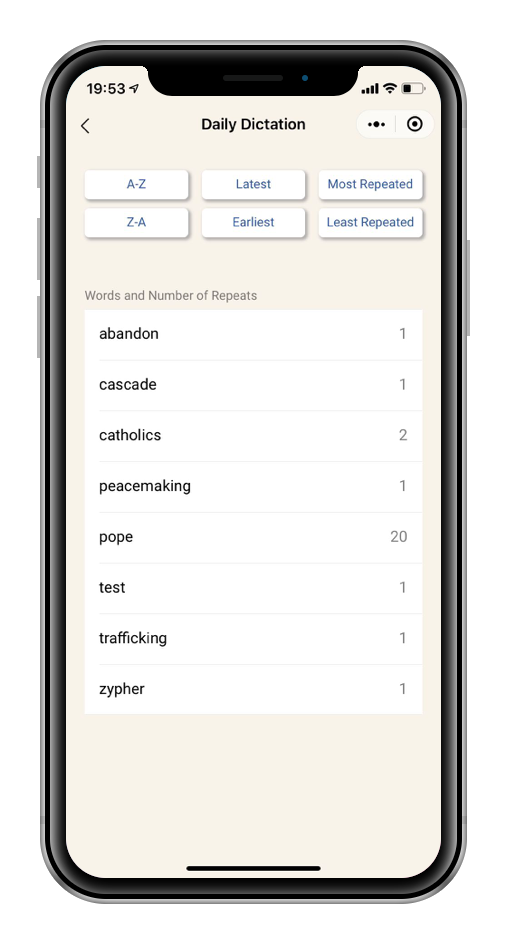 19:53
Daily Dictation
A-Z Latest Most Repeated
Z-A Earliest Least Repeated
Words and Number of Repeats
abandon 1
cascade 1
catholics 2
peacemaking 1
pope 20
test 1
trafficking 1
zypher 1